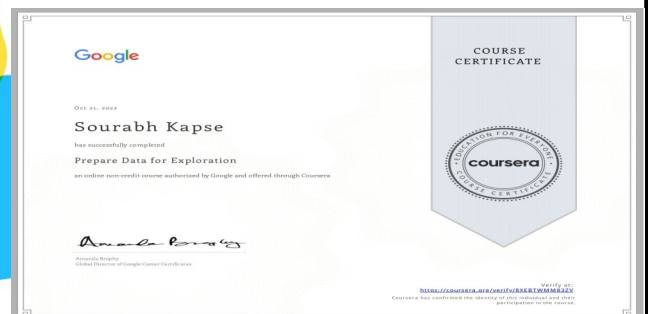 Google
COURSE
CERTIFICATE
Oct 21, 2022
Sourabh Kapse
has successfully completed
Prepare Data for Exploration
an online non-credit course authorized by Google and offered through Coursera
EDUCATION FOR EVERYONE
coursera
COURSE CERTIFICATE
Amanda Brophy
Amanda Brophy
Global Director of Google Career Certificates
Verify at:
https://coursera.org/verify/8XEBTWMM83ZV
Coursera has confirmed the identity of this individual and their
participation in the course.